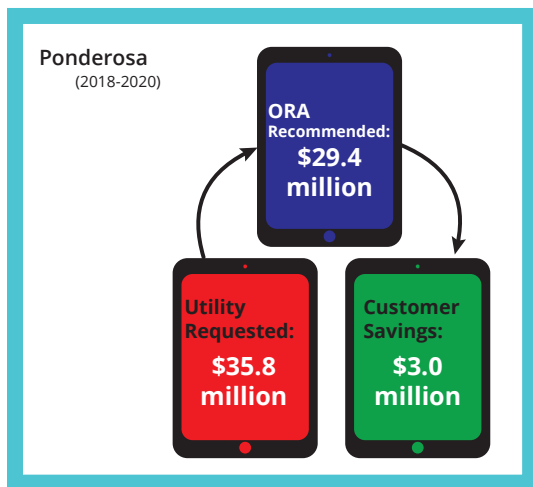 Ponderosa
(2018-2020)
ORA
Recommended:
$29.4
million
Utility
Requested:
$35.8
million
Customer
Savings:
$3.0
million